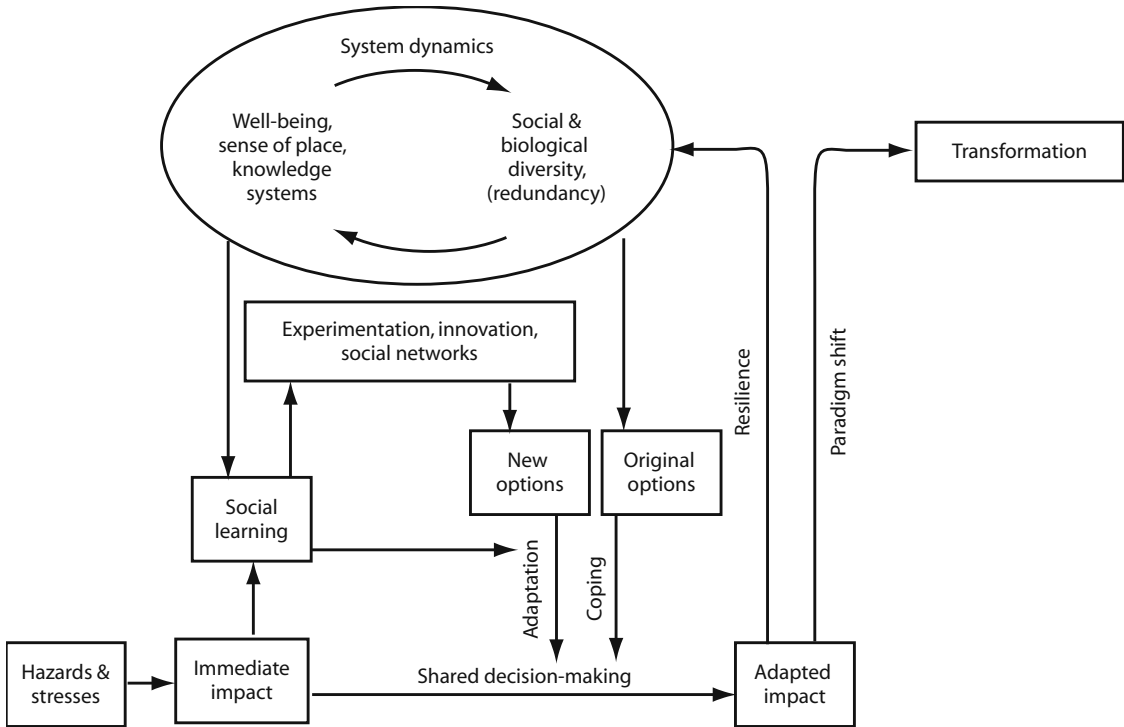 System dynamics
Well-being,
sense of place,
knowledge
systems
Social &
biological
diversity,
(redundancy)
Transformation
Experimentation, innovation,
social networks
Resilience
Paradigm shift
New
options
Original
options
Social
learning
Adaptation
Coping
Hazards &
stresses
Immediate
impact
Shared decision-making
Adapted
impact